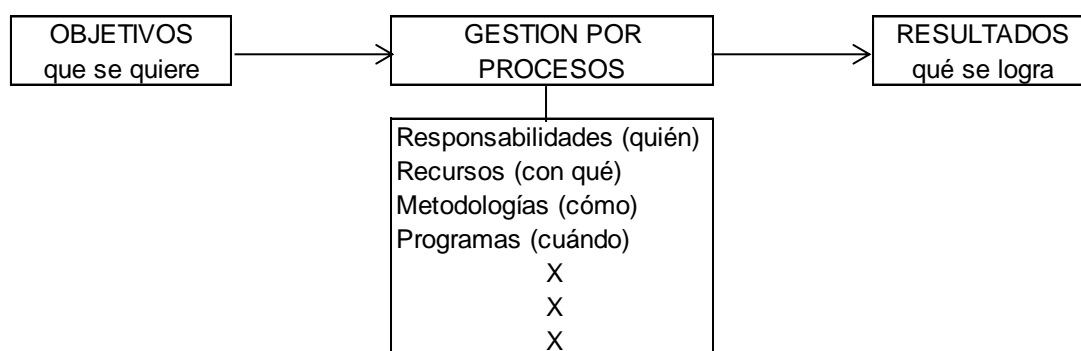 OBJETIVOS
que se quiere
GESTION POR
PROCESOS
RESULTADOS
qué se logra
Responsabilidades (quién)
Recursos (con qué)
Metodologías (cómo)
Programas (cuándo)
X
X
X